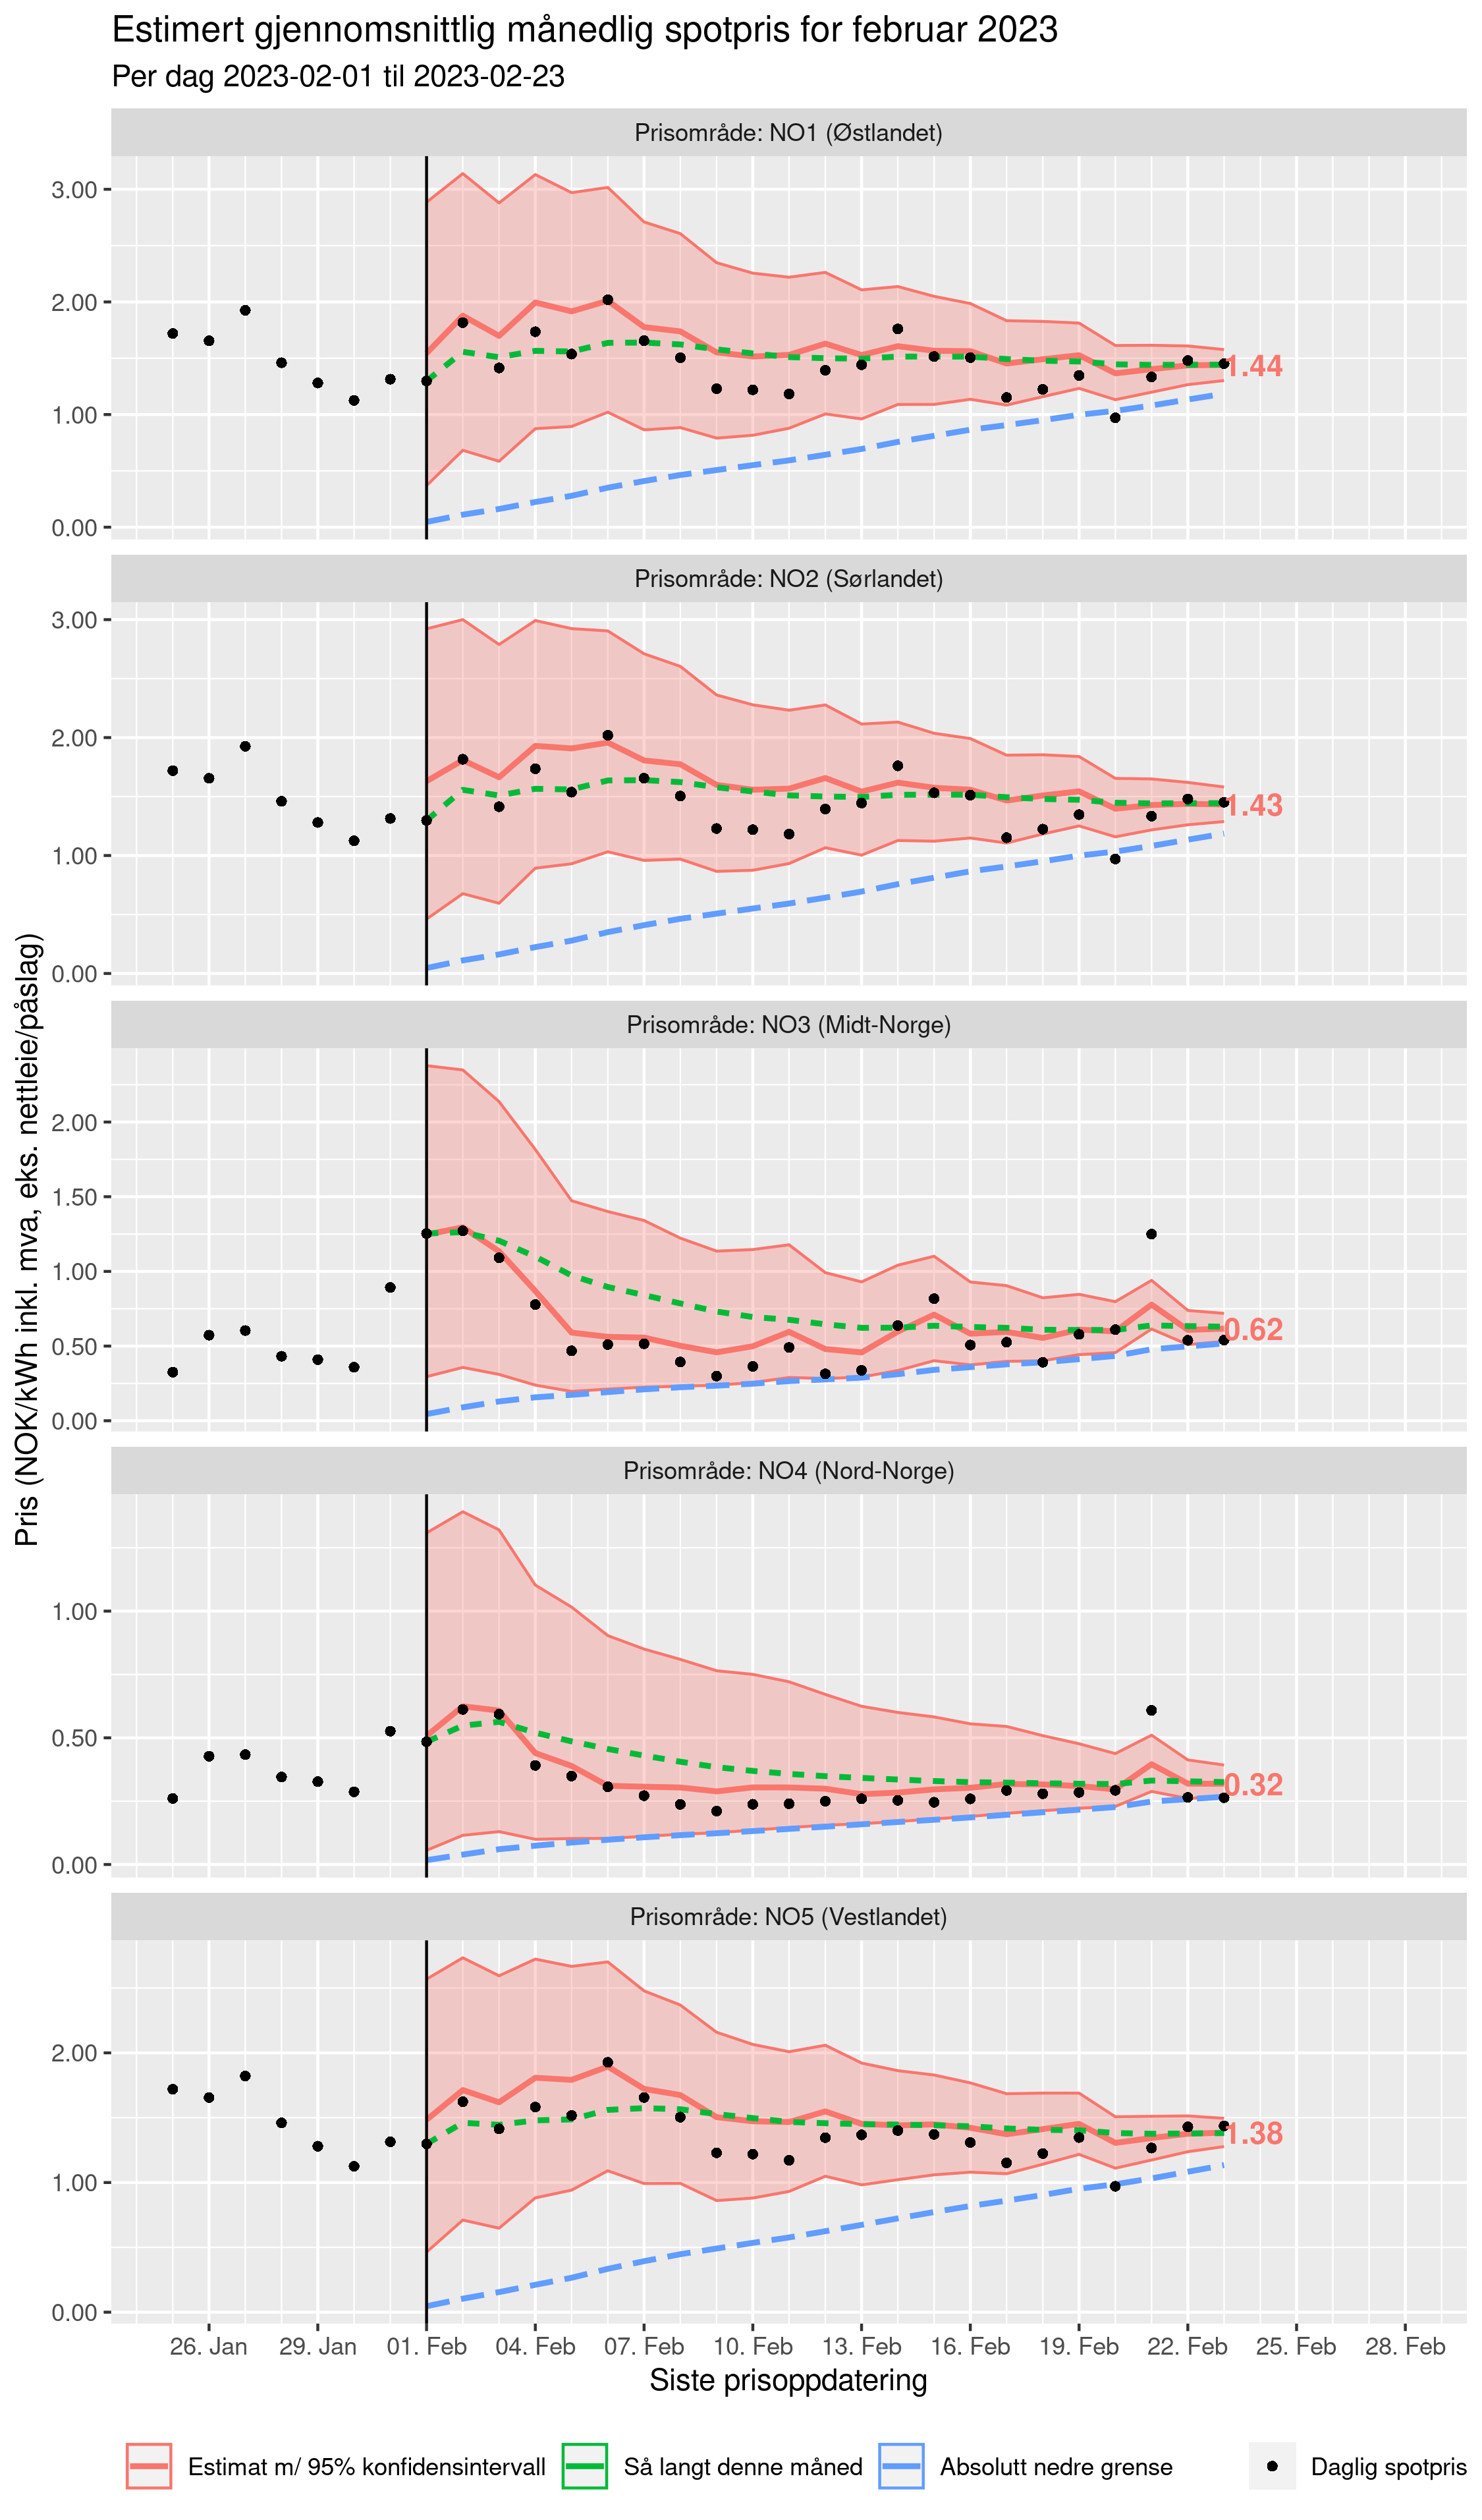 Estimert gjennomsnittlig månedlig spotpris for februar 2023
Per dag 2023-02-01 til 2023-02-23
Pris (NOK/kWh inkl. mva, eks. nettleie/påslag)
Prisområde: NO1 (Østlandet)
3.00
2.00
1.00
0.00
1.44
Prisområde: NO2 (Sørlandet)
3.00
2.00
1.00
0.00
1.43
Prisområde: NO3 (Midt-Norge)
2.00
1.50
1.00
0.50
0.00
0.62
Prisområde: NO4 (Nord-Norge)
1.00
0.50
0.00
0.32
Prisområde: NO5 (Vestlandet)
2.00
1.00
0.00
1.38
26. Jan 29. Jan 01. Feb 04. Feb 07. Feb 10. Feb 13. Feb 16. Feb 19. Feb 22. Feb 25. Feb 28. Feb
Siste prisoppdatering
Estimat m/ 95% konfidensintervall Så langt denne måned Absolutt nedre grense Daglig spotpris